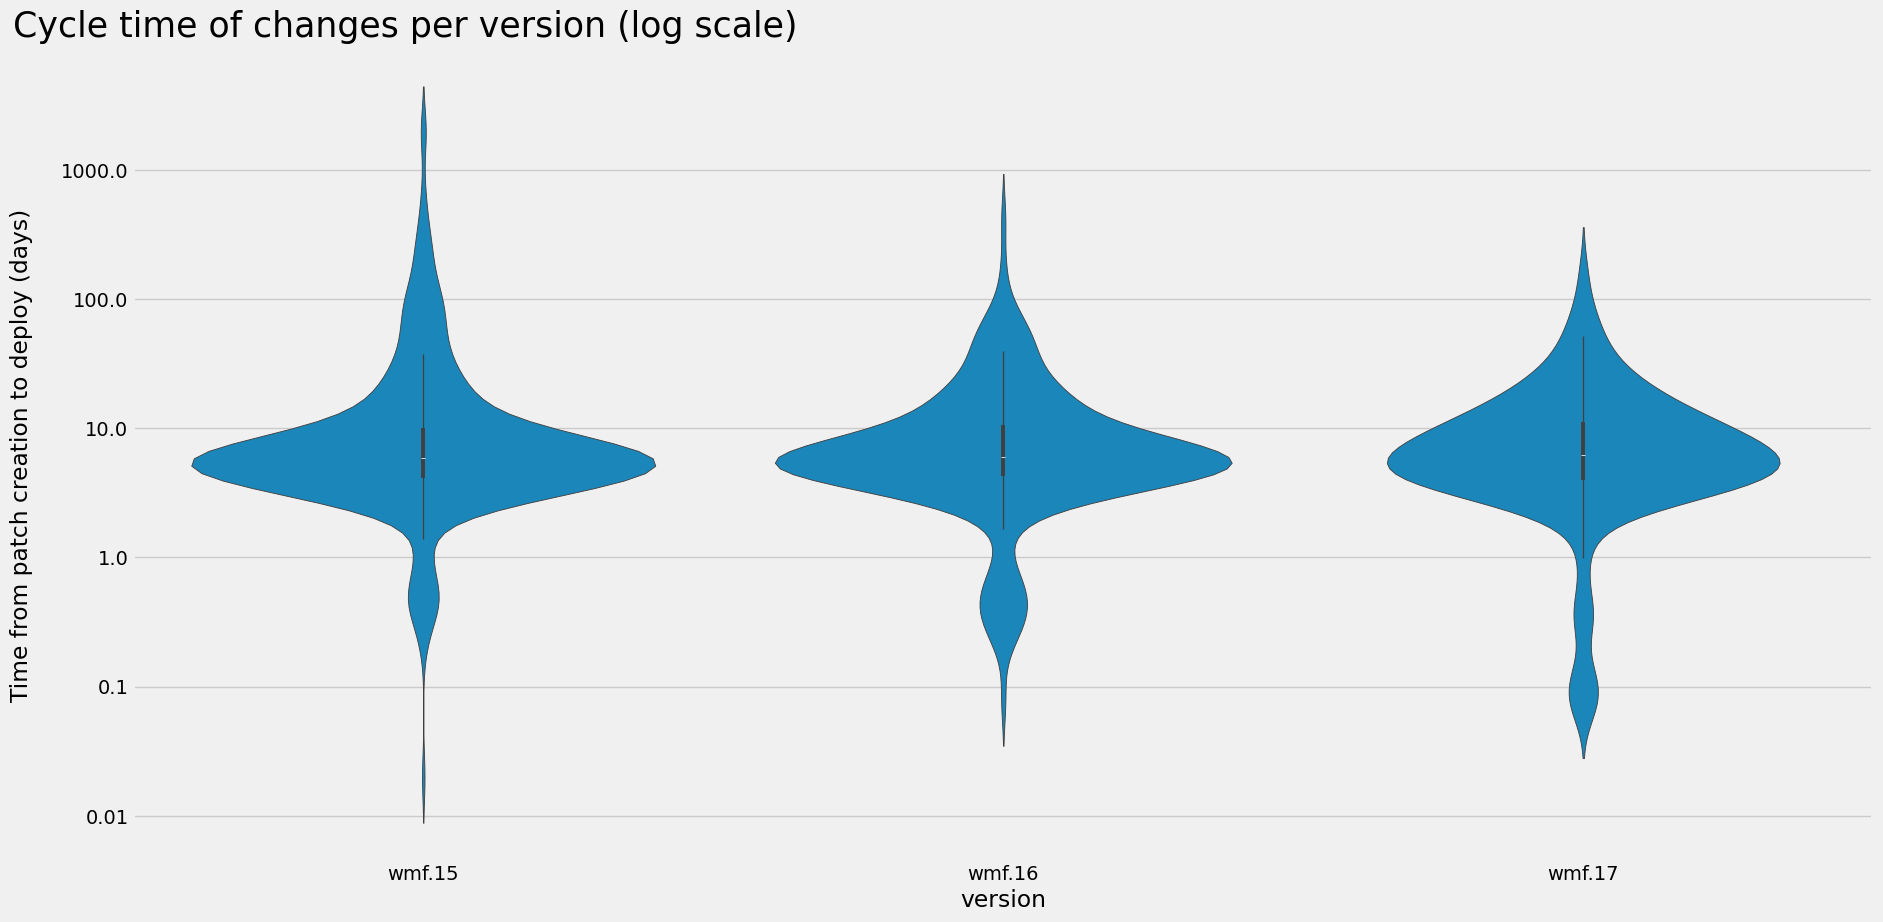 Cycle time of changes per version (log scale)
Time from patch creation to deploy (days)
1000.0
100.0
10.0
1.0
0.1
0.01
wmf.15
wmf.16
wmf.17
version